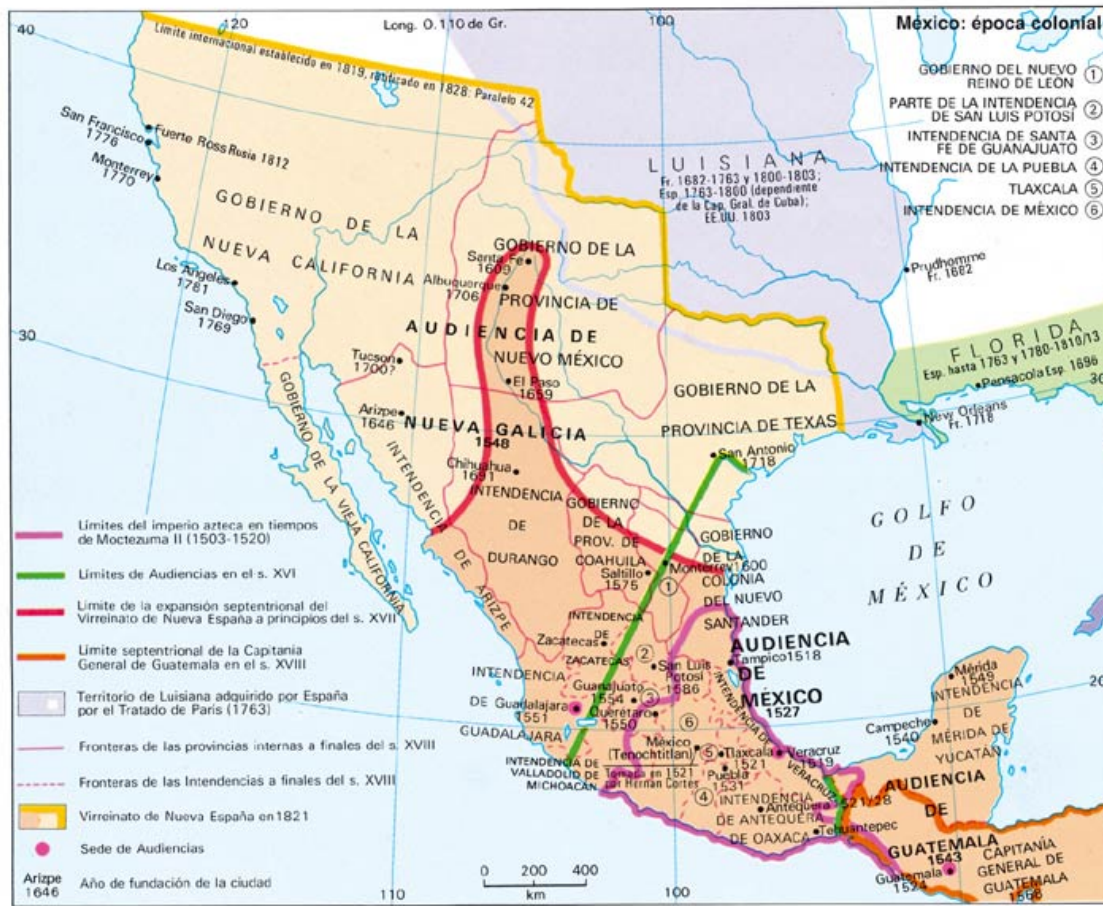 México: época colonial
GOBIERNO DEL NUEVO
REINO DE LEÓN ①
PARTE DE LA INTENDENCIA
DE SAN LUIS POTOSÍ ②
INTENDENCIA DE SANTA
FE DE GUANAJUATO ③
INTENDENCIA DE LA PUEBLA ④
TLAXCALA ⑤
INTENDENCIA DE MÉXICO ⑥
40
120
Long. O. 110 de Gr.
100
Límite internacional establecido en 1819, ratificado en 1828: Paralelo 42
San Francisco
1776
Fuerte Ross Rusia 1812
Monterrey
1770
LUISIANA
Fr. 1682-1763 y 1800-1803;
Esp. 1763-1800 (dependiente
de la Cap. Gral. de Cuba);
EE.UU. 1803
GOBIERNO DE LA
NUEVA CALIFORNIA
Los Angeles
1781
San Diego
1769
30
Santa Fe
1609
Albuquerque
1706
GOBIERNO DE LA
PROVINCIA DE
NUEVO MÉXICO
AUDIENCIA DE
NUEVA GALICIA
1548
Tucson
1700?
El Paso
1659
Arizpe
1646
Chihuahua
1691
Prudhomme
Fr. 1682
FLORIDA
Esp. hasta 1763 y 1780-1810/13
Pensacola Esp. 1696
30
New Orleans
Fr. 1718
GOBIERNO DE LA
PROVINCIA DE TEXAS
San Antonio
1718
GOBIERNO DE LA VIEJA CALIFORNIA
INTENDENCIA
DE ARIZPE
INTENDENCIA
DE
DURANGO
GOBIERNO
DE LA
PROV. DE
COAHUILA
Saltillo
1575
Monterrey 1600
①
GOBIERNO
DE LA
COLONIA
DEL NUEVO
SANTANDER
GOLFO
DE
MÉXICO
INTENDENCIA
DE
ZACATECAS
Zacatecas
②
San Luis
Potosí
1586
Tampico 1518
AUDIENCIA
DE
MÉXICO
1527
INTENDENCIA
DE Guadalajara
1551
GUADALAJARA
Guanajuato
1554
③
Querétaro
1550
⑥
INTENDENCIA DE
VERACRUZ
INTENDENCIA DE
VALLADOLID DE
MICHOACÁN
México
(Tenochtitlan)
Tomada en 1521
por Hernán Cortés
⑤
Tlaxcala
1521
Puebla
1531
④
Veracruz
1519
INTENDENCIA
Antequera 1521/28
DE ANTEQUERA
DE OAXACA
Tehuantepec
Mérida
1549
20
Campeche
1540
INTENDENCIA
DE
MÉRIDA DE
YUCATÁN
AUDIENCIA
DE
GUATEMALA
1543
Guatemala
1524
CAPITANÍA
GENERAL DE
GUATEMALA
1568
Límites del imperio azteca en tiempos
de Moctezuma II (1503-1520)
Límites de Audiencias en el s. XVI
Límite de la expansión septentrional del
Virreinato de Nueva España a principios del s. XVII
Límite septentrional de la Capitanía
General de Guatemala en el s. XVIII
Territorio de Luisiana adquirido por España
por el Tratado de París (1763)
Fronteras de las provincias internas a finales del s. XVIII
Fronteras de las Intendencias a finales del s. XVIII
Virreinato de Nueva España en 1821
Sede de Audiencias
Arizpe
1646
Año de fundación de la ciudad
110
0 200 400
km
100